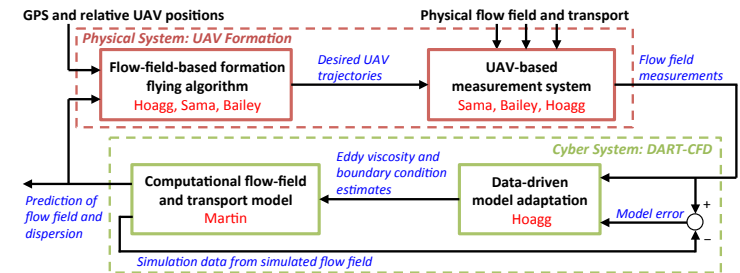 GPS and relative UAV positions
Physical flow field and transport
Physical System: UAV Formation
Flow-field-based formation
flying algorithm
Hoagg, Sama, Bailey
Desired UAV
trajectories
UAV-based
measurement system
Sama, Bailey, Hoagg
Flow field
measurements
Cyber System: DART-CFD
Computational flow-field
and transport model
Martin
Eddy viscosity and
boundary condition
estimates
Data-driven
model adaptation
Hoagg
+
Model error
−
Prediction of
flow field and
dispersion
Simulation data from simulated flow field